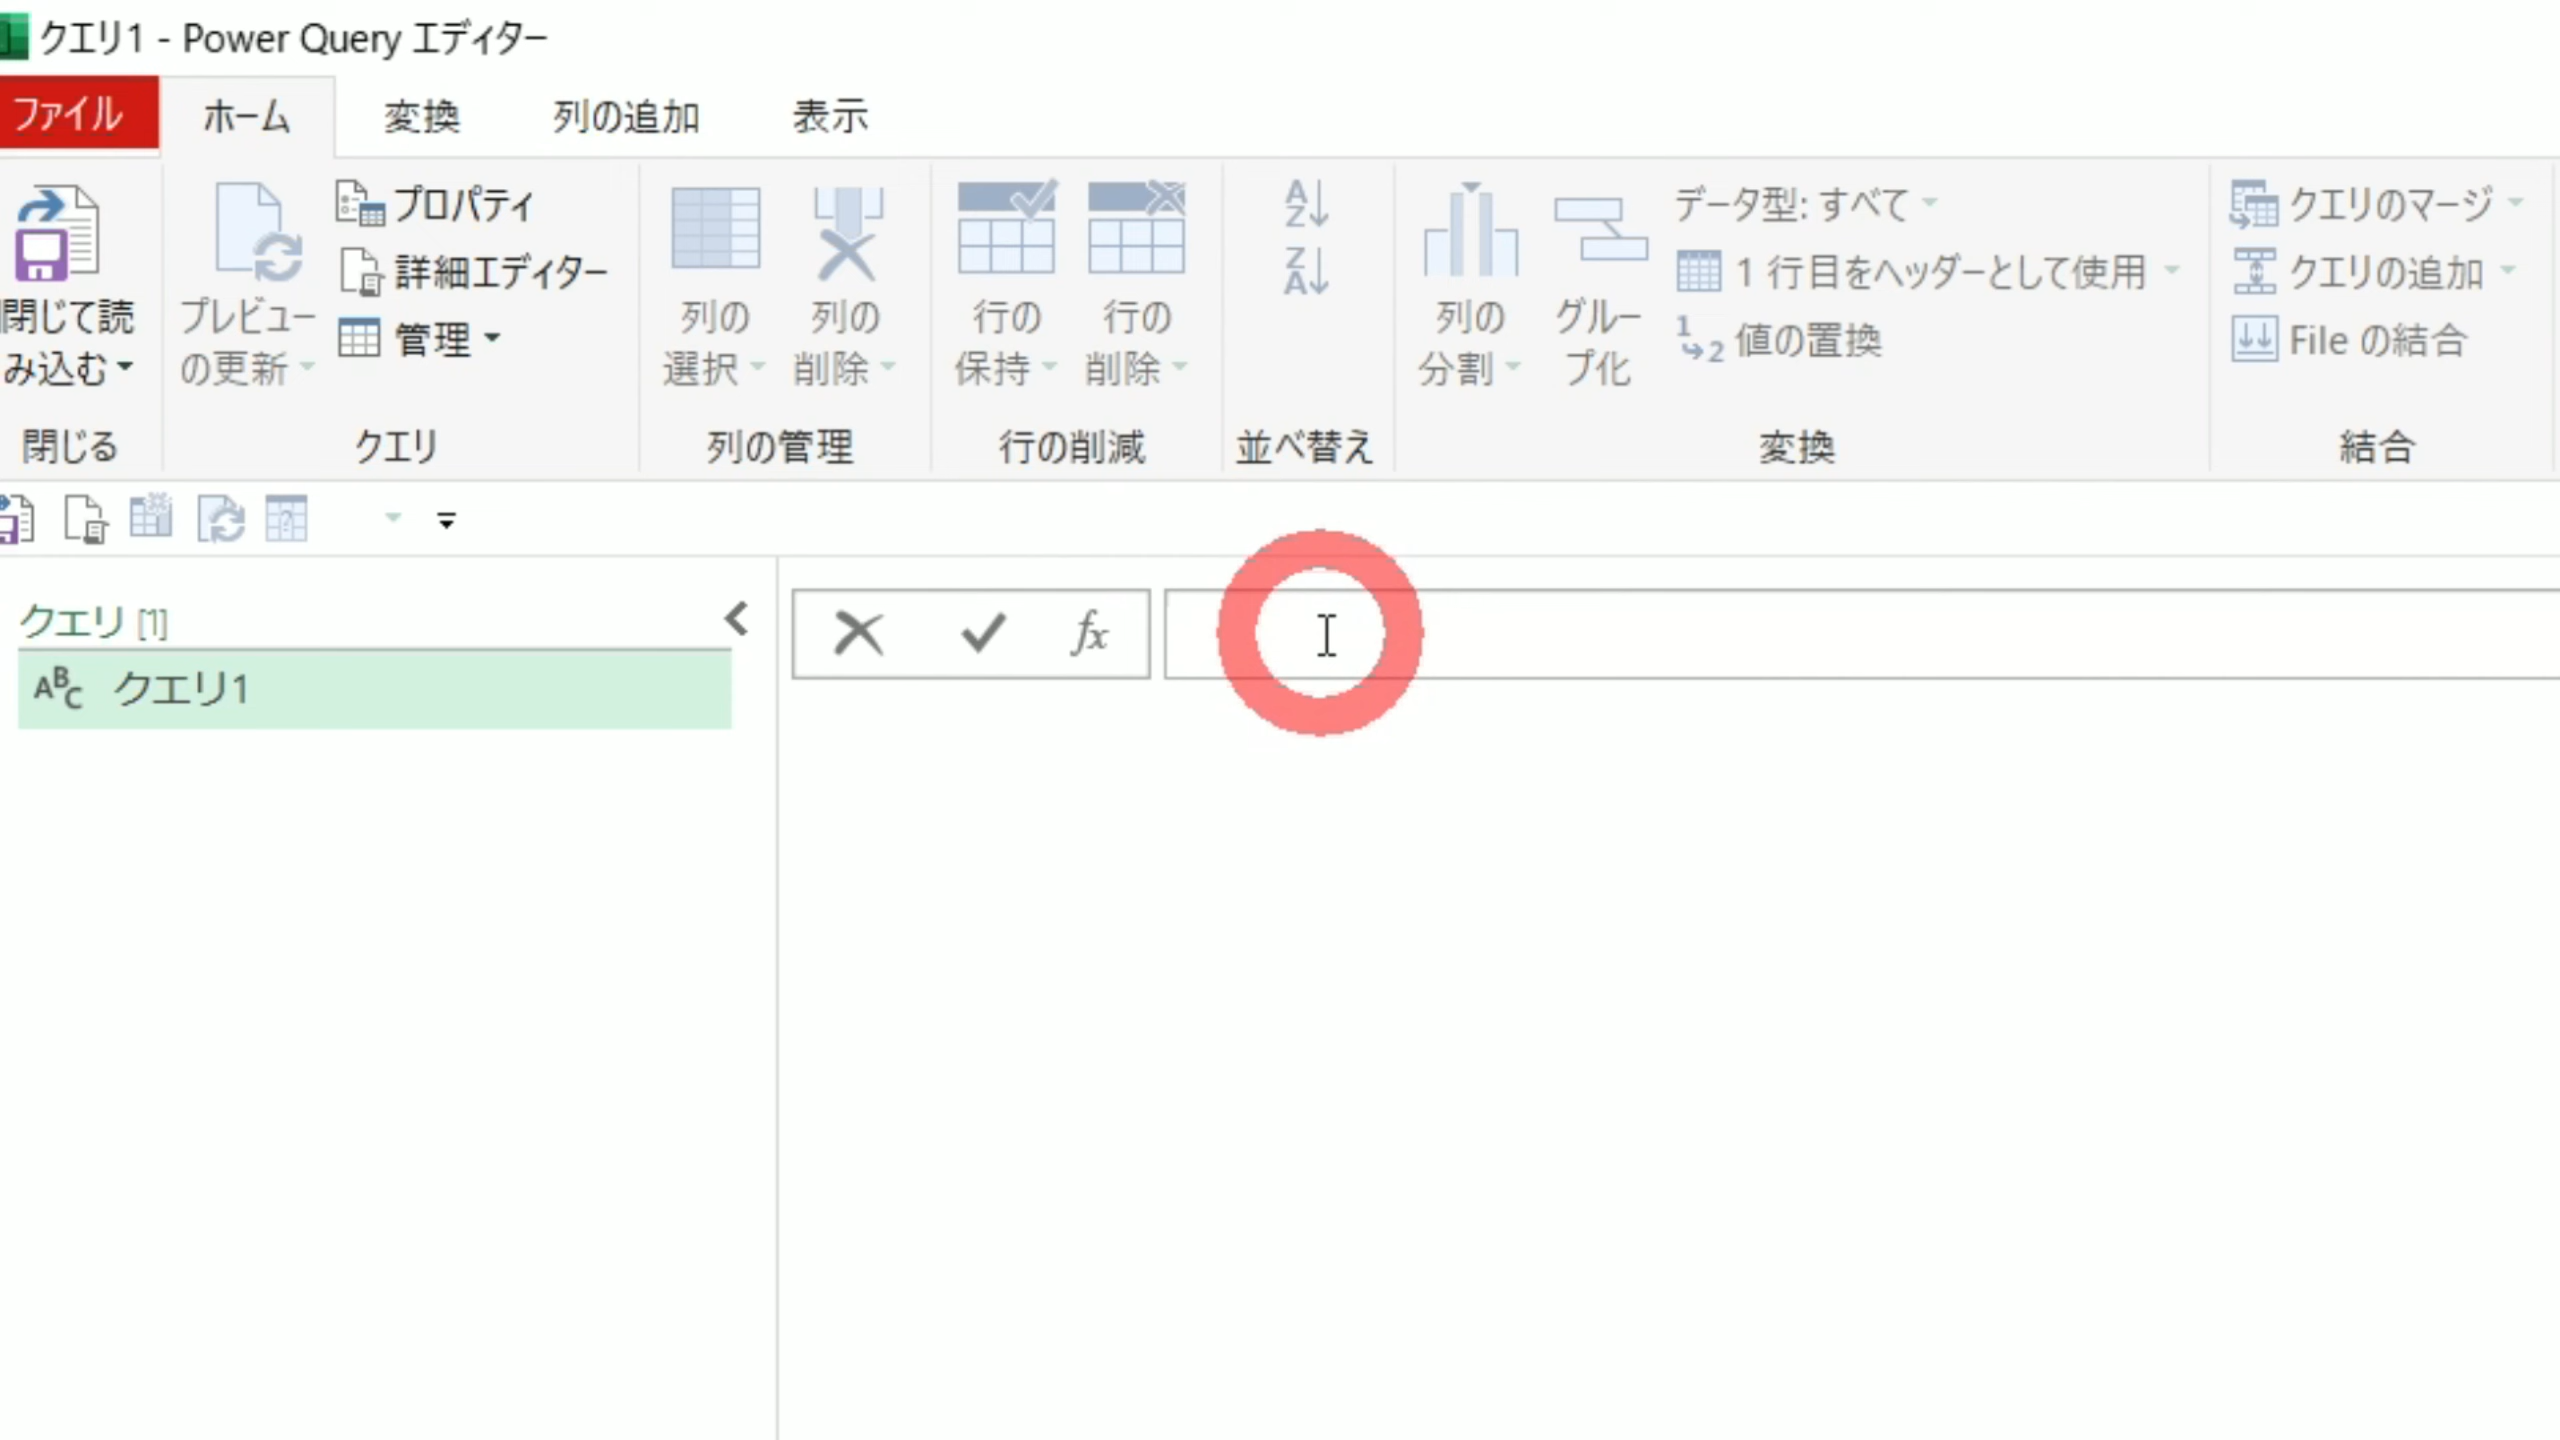 クエリ1 - Power Query エディター
ファイル ホーム 変換 列の追加 表示
閉じて読
み込む
プレビュー
の更新
プロパティ
詳細エディター
管理
列の
選択
列の
削除
行の
保持
行の
削除
A
Z
Z
A
列の
分割
グルー
プ化
データ型: すべて
1 行目をヘッダーとして使用
1
2 値の置換
クエリのマージ
クエリの追加
File の結合
閉じる クエリ 列の管理 行の削減 並べ替え 変換 結合
クエリ [1]
fx
ABC クエリ1